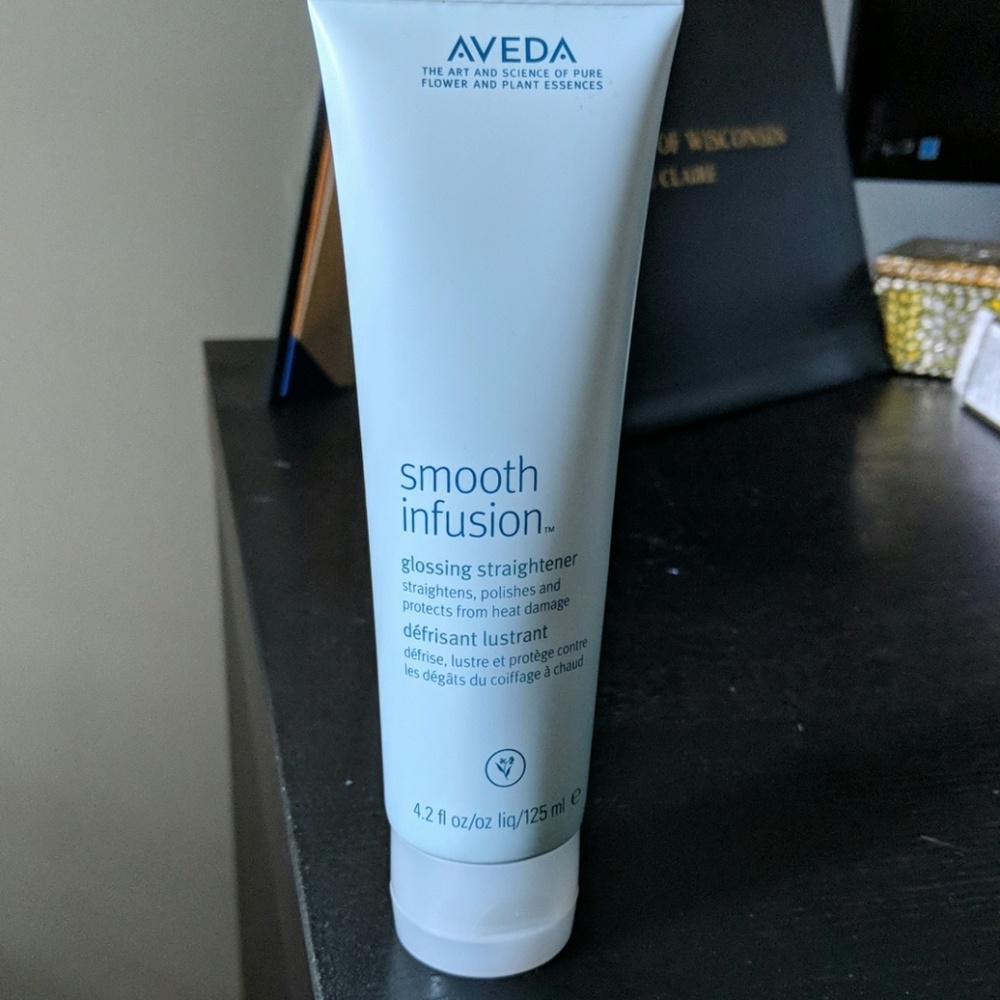 AVEDA
THE ART AND SCIENCE OF PURE
FLOWER AND PLANT ESSENCES
OF WISCONSIN
CLAIRE
smooth
infusion™
glossing straightener
straightens, polishes and
protects from heat damage
défrisant lustrant
défrise, lustre et protège contre
les dégâts du coiffage à chaud
4.2 fl oz/oz liq/125 ml e